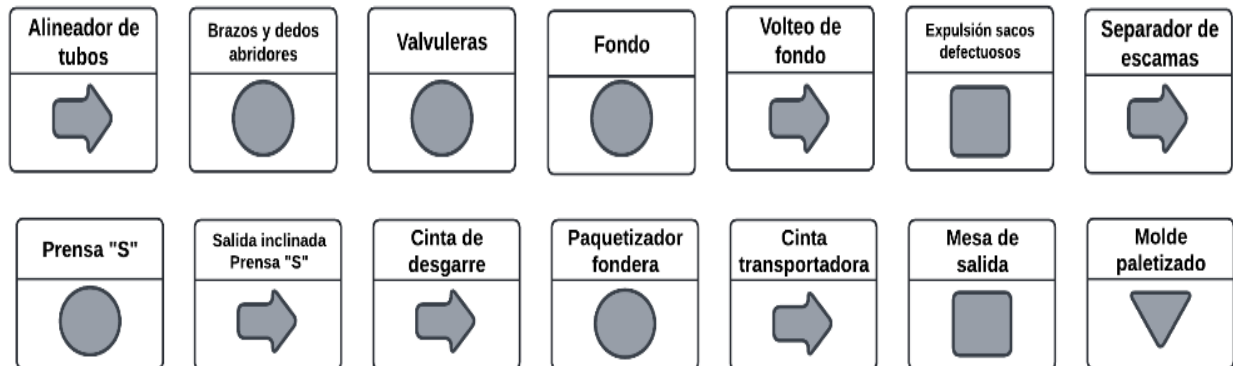 Alineador de
tubos
Brazos y dedos
abridores
Valvuleras
Fondo
Volteo de
fondo
Expulsión sacos
defectuosos
Separador de
escamas
Prensa "S"
Salida inclinada
Prensa "S"
Cinta de
desgarre
Paquetizador
fondera
Cinta
transportadora
Mesa de
salida
Molde
paletizado